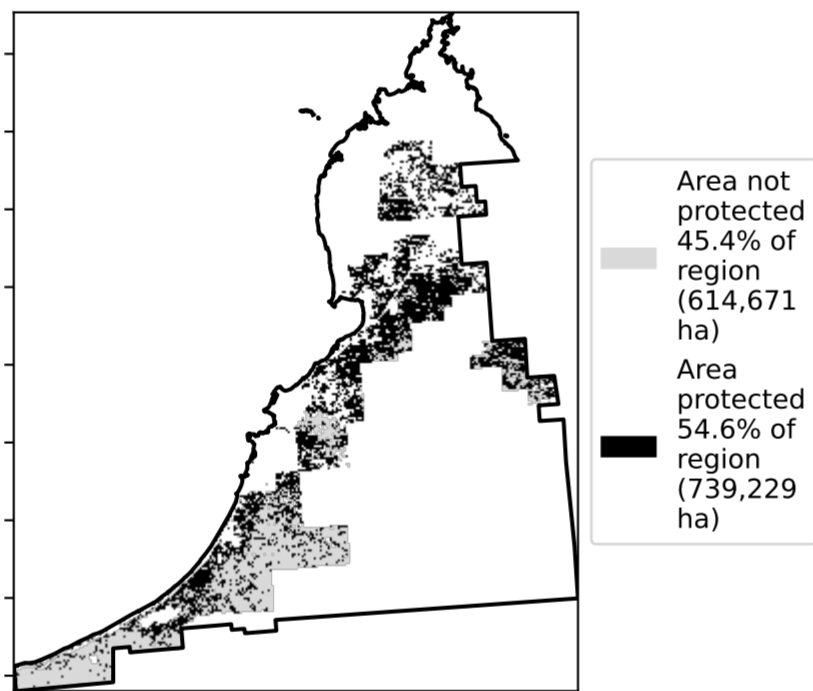 Area not
protected
45.4% of
region
(614,671
ha)
Area
protected
54.6% of
region
(739,229
ha)